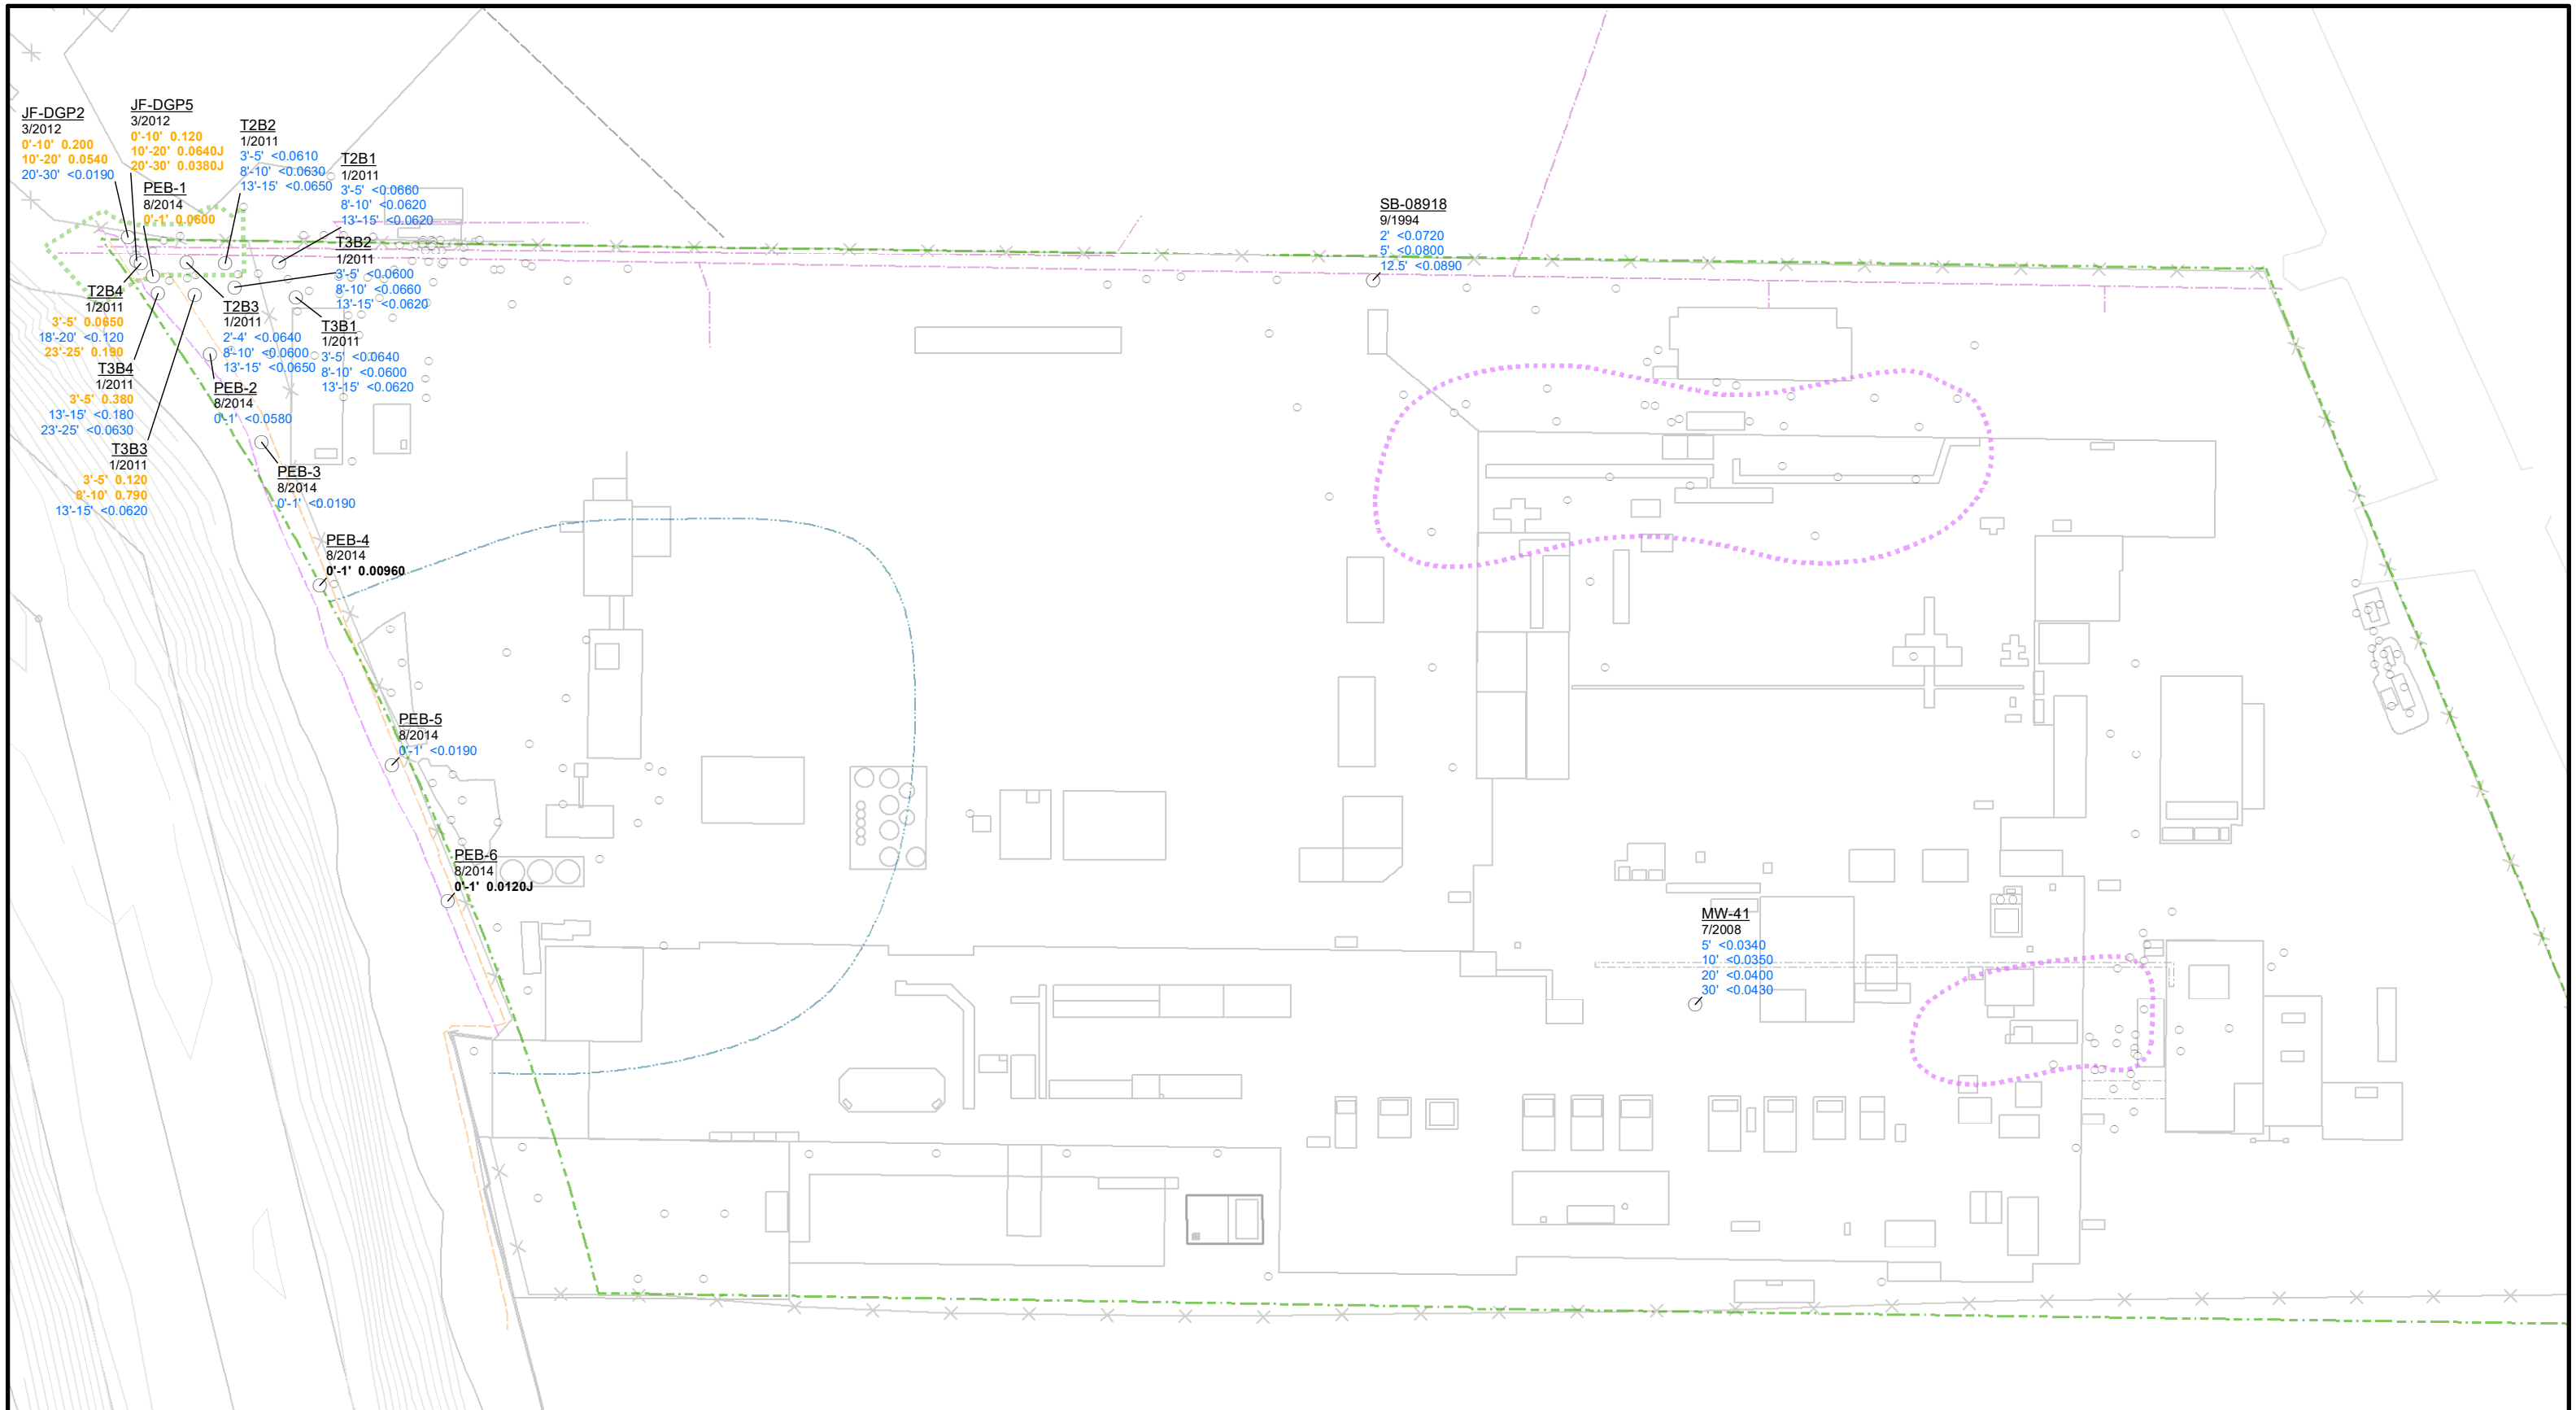 JF-DGP2
3/2012
0'-10' 0.200
10'-20' 0.0540
20'-30' <0.0190
JF-DGP5
3/2012
0'-10' 0.120
10'-20' 0.0640J
20'-30' 0.0380J
PEB-1
8/2014
0'-1' 0.0600
T2B2
1/2011
3'-5' <0.0610
8'-10' <0.0630
13'-15' <0.0650
T2B1
1/2011
3'-5' <0.0660
8'-10' <0.0620
13'-15' <0.0620
T3B2
1/2011
3'-5' <0.0600
8'-10' <0.0660
13'-15' <0.0620
SB-08918
9/1994
2' <0.0720
5' <0.0800
12.5' <0.0890
T2B4
1/2011
3'-5' 0.0650
18'-20' <0.120
23'-25' 0.190
T2B3
1/2011
2'-4' <0.0640
8'-10' <0.0600
13'-15' <0.0650
T3B1
1/2011
3'-5' <0.0640
8'-10' <0.0600
13'-15' <0.0620
T3B4
1/2011
3'-5' 0.380
13'-15' <0.180
23'-25' <0.0630
PEB-2
8/2014
0'-1' <0.0580
T3B3
1/2011
3'-5' 0.120
8'-10' 0.790
13'-15' <0.0620
PEB-3
8/2014
0'-1' <0.0190
PEB-4
8/2014
0'-1' 0.00960
PEB-5
8/2014
0'-1' <0.0190
PEB-6
8/2014
0'-1' 0.0120J
MW-41
7/2008
5' <0.0340
10' <0.0350
20' <0.0400
30' <0.0430